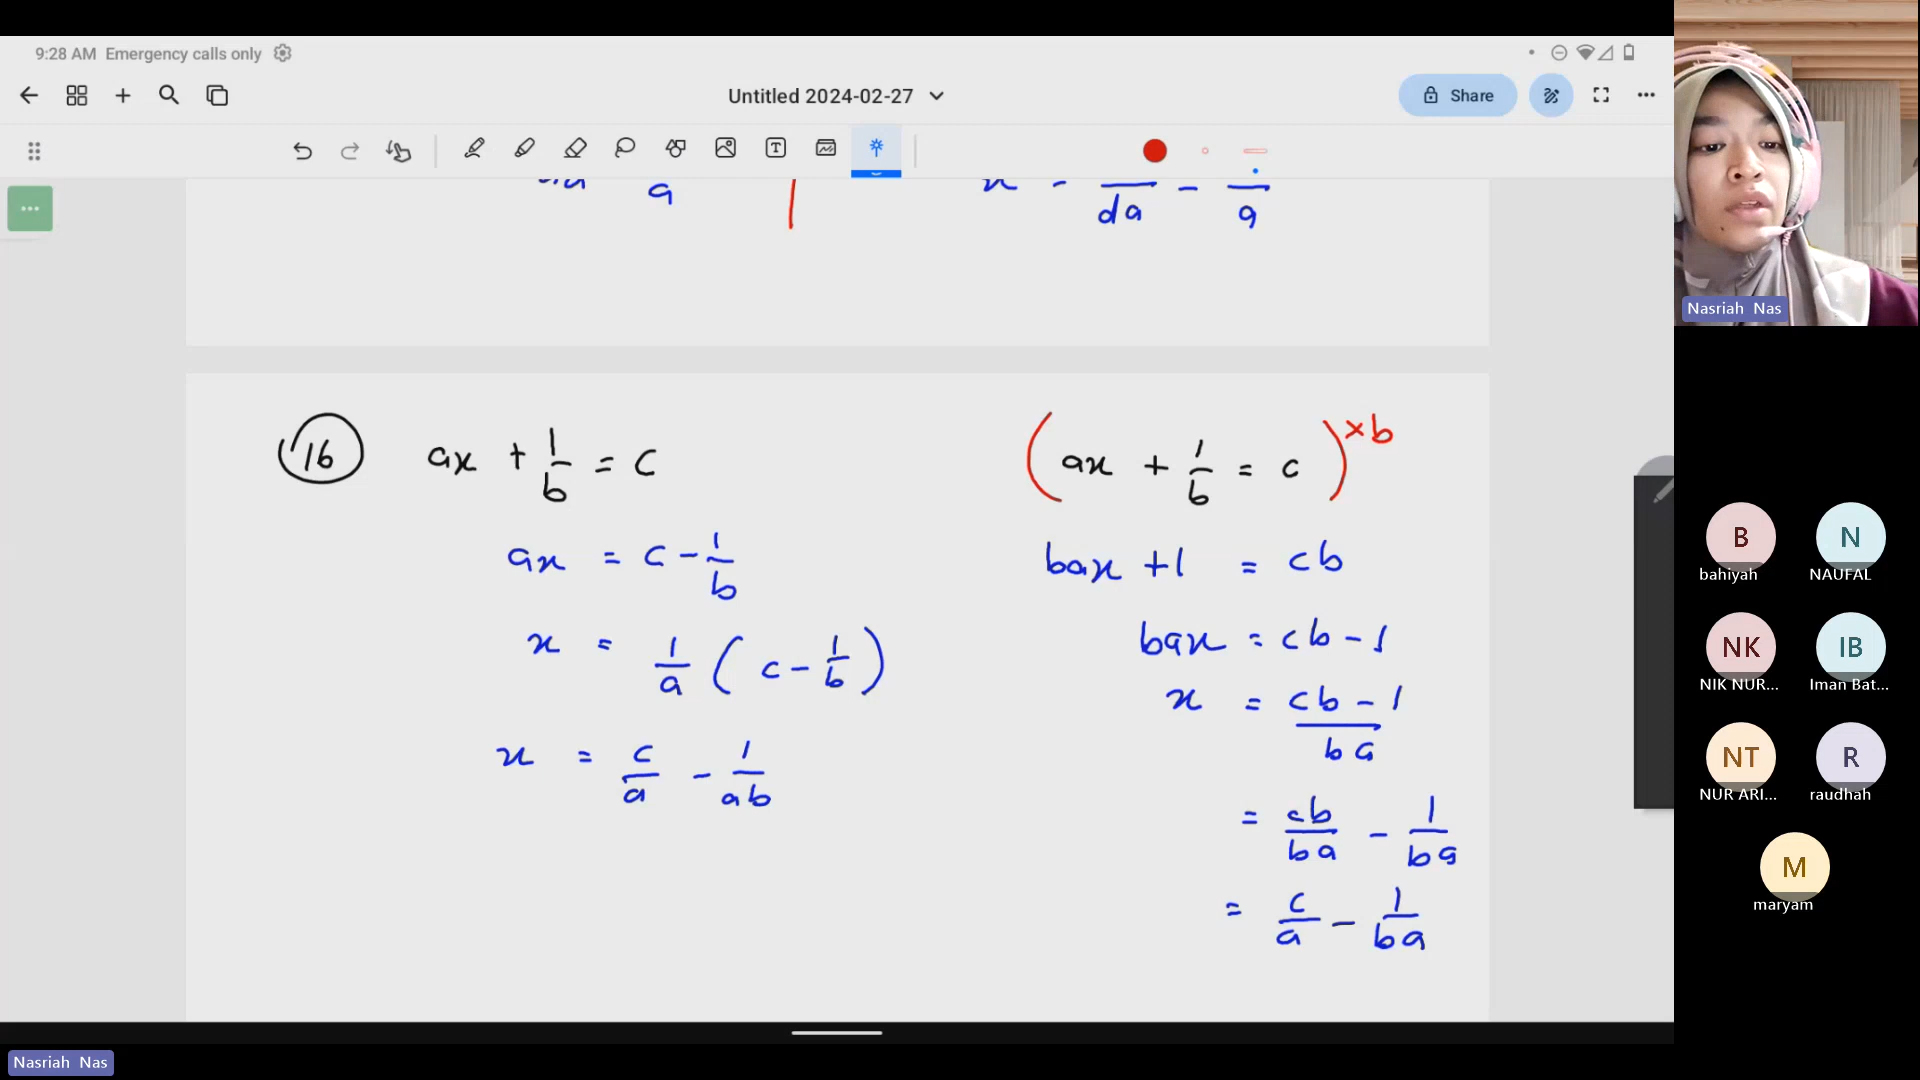 9:28 AM Emergency calls only
Untitled 2024-02-27
Share
da
a
x - da - a
16
ax + 1/b = c
ax = c - 1/b
x = 1/a ( c - 1/b )
x = c/a - 1/ab
( ax + 1/b = c ) × b
bax + 1 = cb
bax = cb - 1
x = cb - 1 / ba
= cb/ba - 1/ba
= c/a - 1/ba
Nasriah Nas
B
bahiyah
N
NAUFAL
NK
NIK NUR...
IB
Iman Bat...
NT
NUR ARI...
R
raudhah
M
maryam
Nasriah Nas